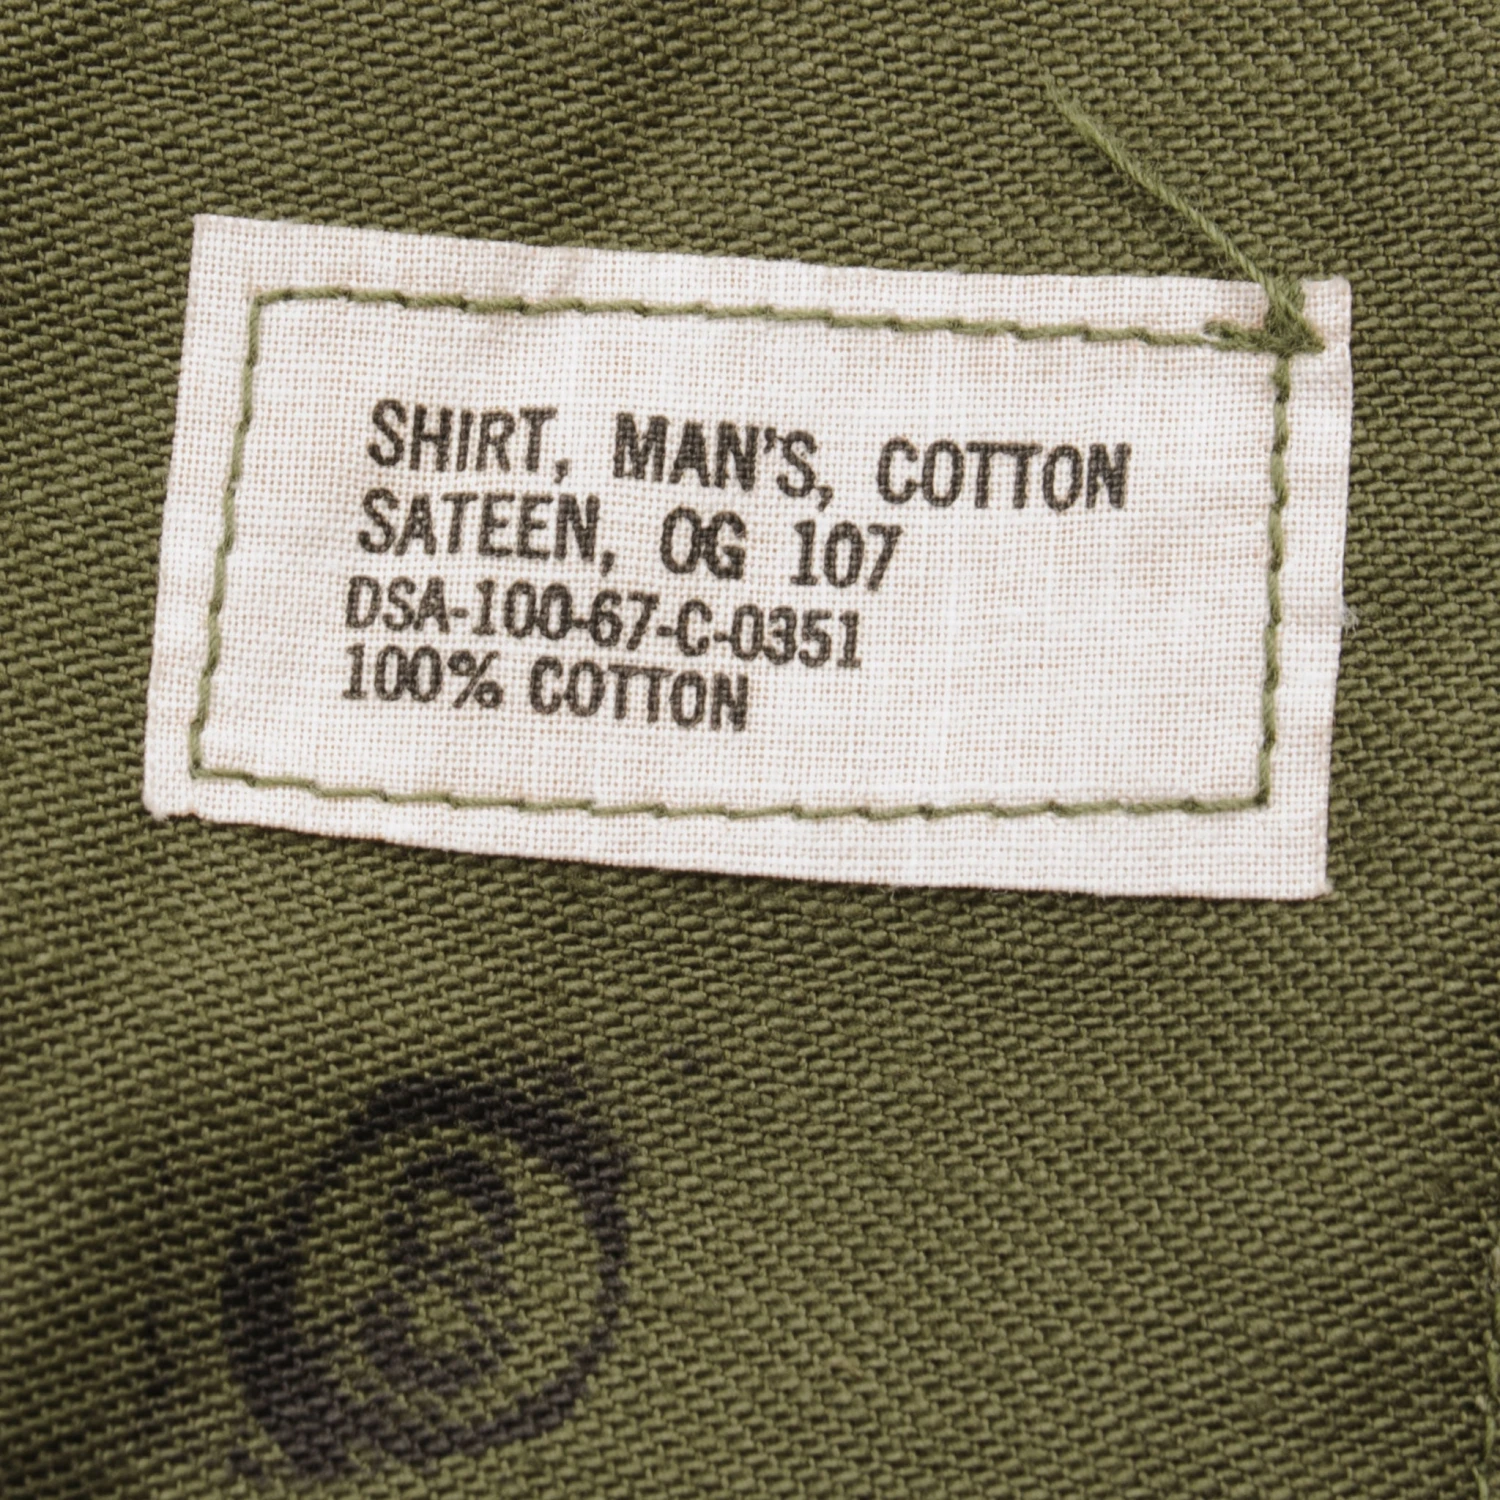 SHIRT, MAN'S, COTTON
SATEEN, OG 107
DSA-100-67-C-0351
100% COTTON